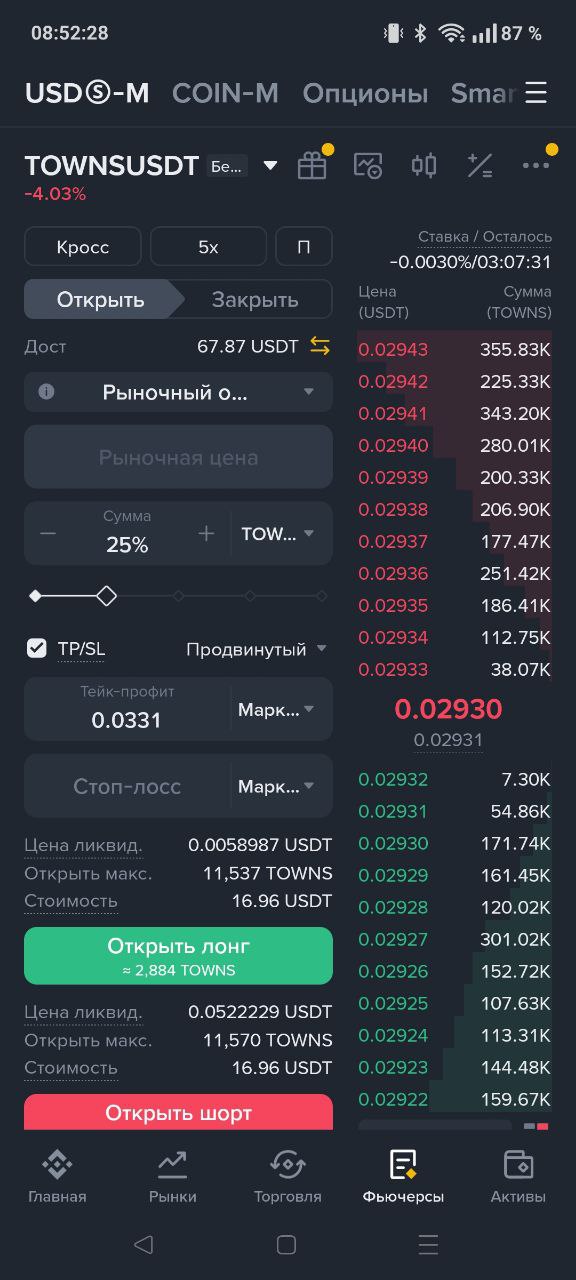 08:52:28
87 %
USDⓈ-M COIN-M Опционы Smar
TOWNSUSDT Бе...
-4.03%
Кросс 5x П
Открыть Закрыть
Дост 67.87 USDT
Рыночный о...
Рыночная цена
Сумма
25%
TOW...
TP/SL Продвинутый
Тейк-профит
0.0331
Марк...
Стоп-лосс Марк...
Цена ликвид. 0.0058987 USDT
Открыть макс. 11,537 TOWNS
Стоимость 16.96 USDT
Открыть лонг
≈ 2,884 TOWNS
Цена ликвид. 0.0522229 USDT
Открыть макс. 11,570 TOWNS
Стоимость 16.96 USDT
Открыть шорт
Ставка / Осталось
-0.0030%/03:07:31
Цена Сумма
(USDT) (TOWNS)
0.02943 355.83K
0.02942 225.33K
0.02941 343.20K
0.02940 280.01K
0.02939 200.33K
0.02938 206.90K
0.02937 177.47K
0.02936 251.42K
0.02935 186.41K
0.02934 112.75K
0.02933 38.07K
0.02930
0.02931
0.02932 7.30K
0.02931 54.86K
0.02930 171.74K
0.02929 161.45K
0.02928 120.02K
0.02927 301.02K
0.02926 152.72K
0.02925 107.63K
0.02924 113.31K
0.02923 144.48K
0.02922 159.67K
Главная Рынки Торговля Фьючерсы Активы